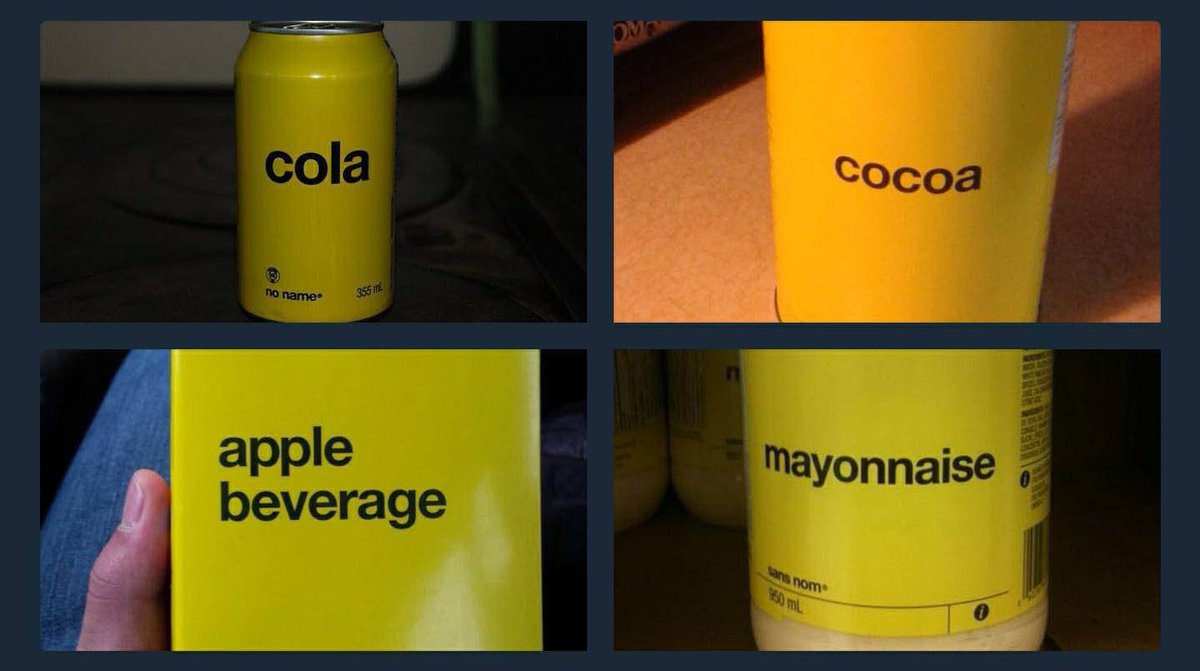 cola
no name®
355 mL
cocoa
apple
beverage
mayonnaise
sans nom®
950 mL